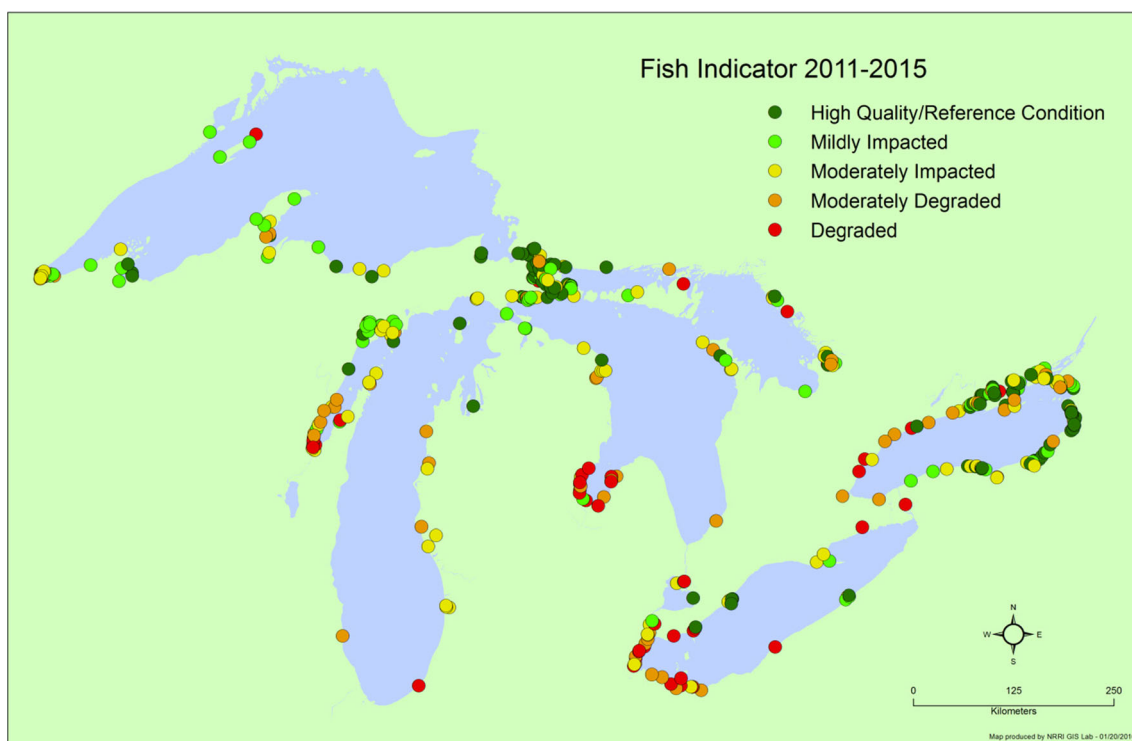 Fish Indicator 2011-2015
High Quality/Reference Condition
Mildly Impacted
Moderately Impacted
Moderately Degraded
Degraded
N
W E
S
0 125 250
Kilometers
Map produced by NRRI GIS Lab -